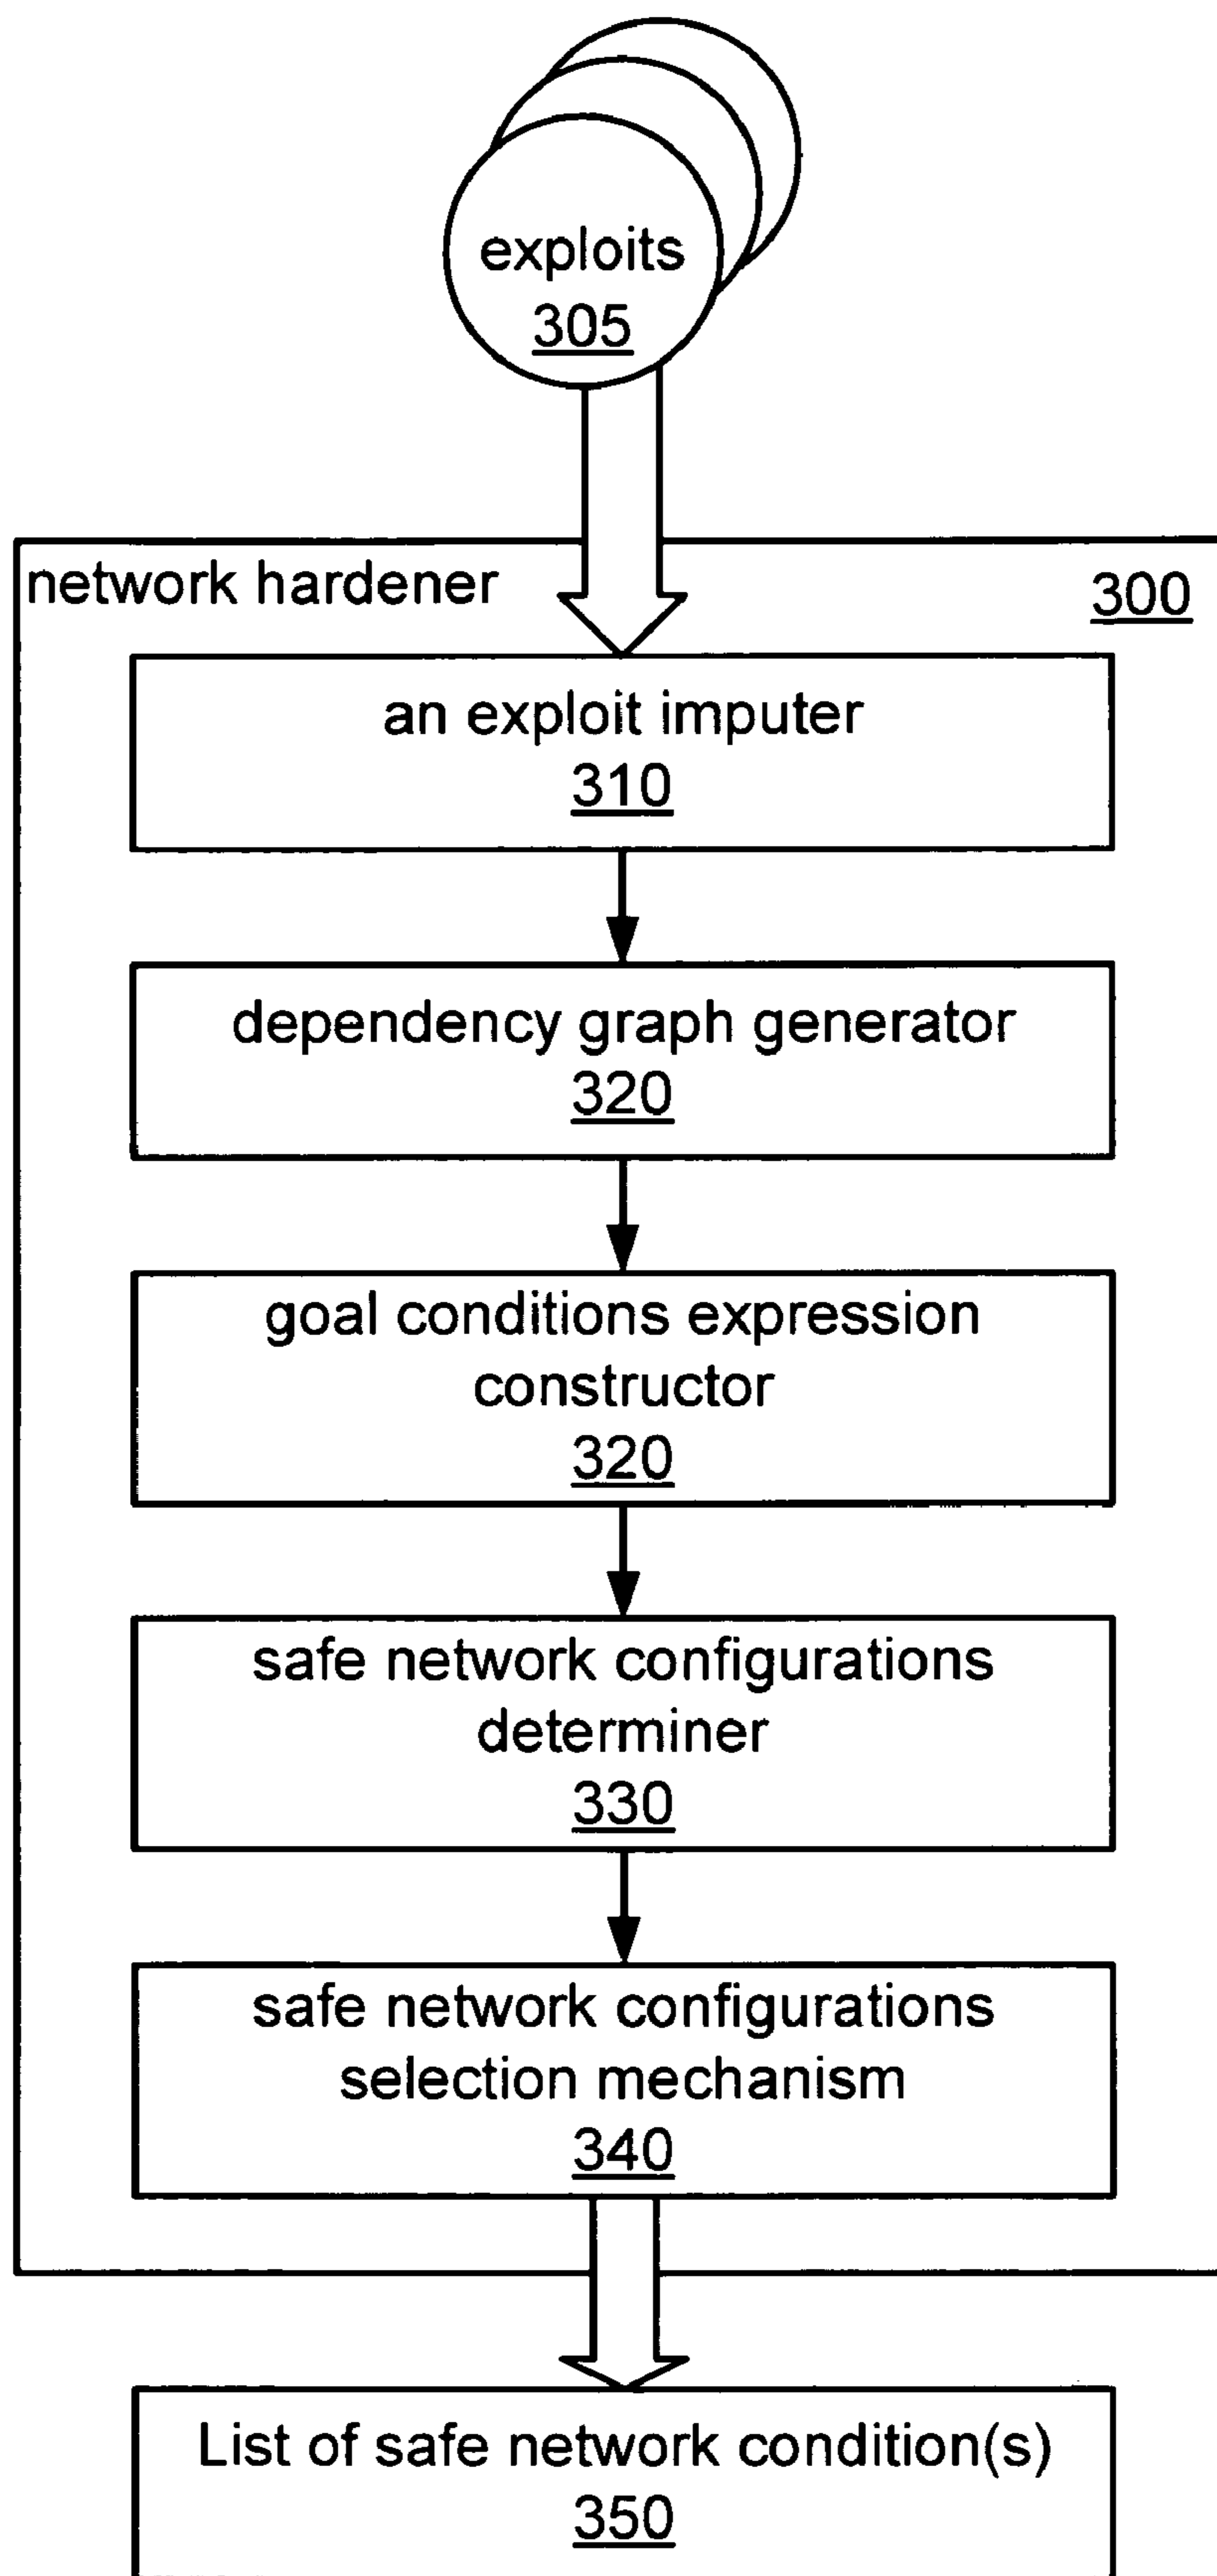 exploits
305
network hardener
300
an exploit imputer
310
dependency graph generator
320
goal conditions expression
constructor
320
safe network configurations
determiner
330
safe network configurations
selection mechanism
340
List of safe network condition(s)
350